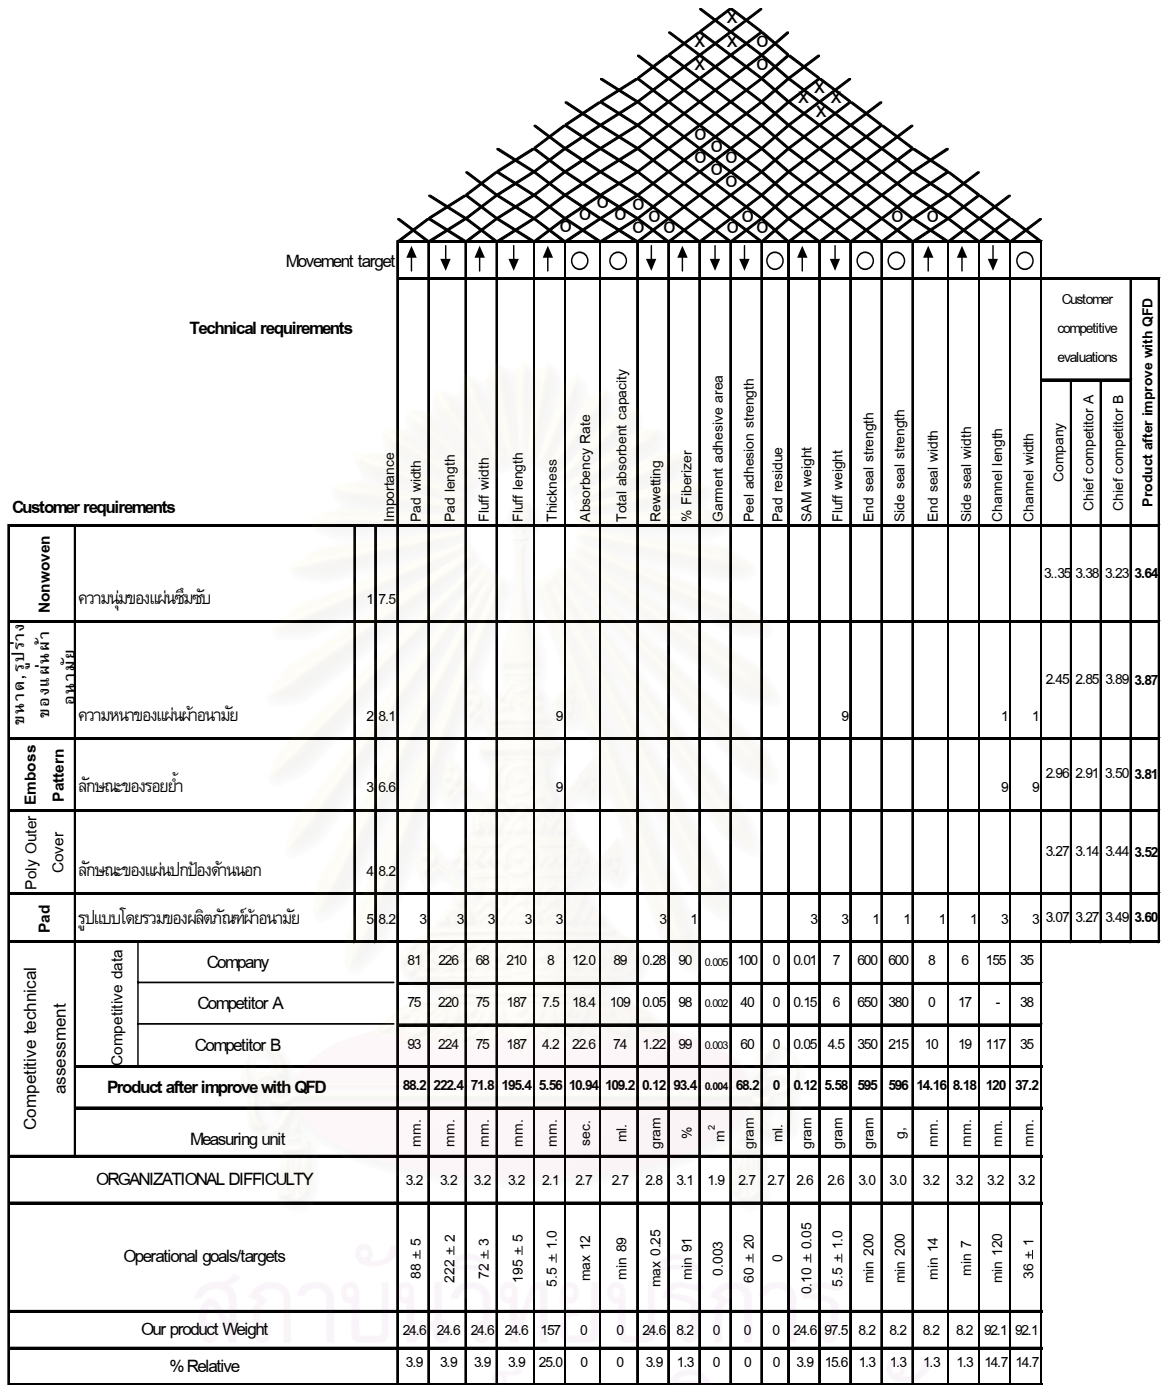 X
X X O
X O
X
X X X
X
O
O
O O O
O
O
O O O O O O O O O
O O O O O
Movement target ↑ ↓ ↑ ↓ ↑ ○ ○ ↓ ↑ ↓ ↓ ○ ↑ ↓ ○ ○ ↑ ↑ ↓ ○
Technical requirements
Customer requirements
Importance
Pad width
Pad length
Fluff width
Fluff length
Thickness
Absorbency Rate
Total absorbent capacity
Rewetting
% Fiberizer
Garment adhesive area
Peel adhesion strength
Pad residue
SAM weight
Fluff weight
End seal strength
Side seal strength
End seal width
Side seal width
Channel length
Channel width
Customer
competitive
evaluations
Company
Chief competitor A
Chief competitor B
Product after improve with QFD
Nonwoven
ความนุ่มของแผ่นซึมซับ 1 7.5 3..35 3.38 3.23 3.64
ขนาด,รูปร่าง
ของแผ่นผ้า
อนามัย
ความหนาของแผ่นผ้าอนามัย 2 8.1 9 9 1 1 2.45 2.85 3.89 3.87
Emboss
Pattern
ลักษณะของรอยย้ำ 3 6.6 9 9 9 2.96 2.91 3.50 3.81
Poly Outer
Cover
ลักษณะของแผ่นปกป้องด้านนอก 4 8.2 3.27 3.14 3.44 3.52
Pad
รูปแบบโดยรวมของผลิตภัณฑ์ผ้าอนามัย 5 8.2 3 3 3 3 3 3 1 3 3 1 1 1 1 3 3 3.07 3.27 3.49 3.60
Competitive technical
assessment
Competitive data
Company 81 226 68 210 8 12.0 89 0.28 90 0.005 100 0 0.01 7 600 600 8 6 155 35
Competitor A 75 220 75 187 7.5 18.4 109 0.05 98 0.002 40 0 0.15 6 650 380 0 17 - 38
Competitor B 93 224 75 187 4.2 22.6 74 1.22 99 0.003 60 0 0.05 4.5 350 215 10 19 117 35
Product after improve with QFD 88.2 222.4 71.8 195.4 5.56 10.94 109.2 0.12 93.4 0.004 68.2 0 0.12 5.58 595 596 14.16 8.18 120 37.2
Measuring unit mm. mm. mm. mm. mm. sec. ml. gram % m² gram ml. gram gram gram g, mm. mm. mm. mm.
ORGANIZATIONAL DIFFICULTY 3.2 3.2 3.2 3.2 2.1 2.7 2.7 2.8 3.1 1.9 2.7 2.7 2.6 2.6 3.0 3.0 3.2 3.2 3.2 3.2
Operational goals/targets 88 ± 5 222 ± 2 72 ± 3 195 ± 5 5.5 ± 1.0 max 12 min 89 max 0.25 min 91 0.003 60 ± 20 0 0.10 ± 0.05 5.5 ± 1.0 min 200 min 200 min 14 min 7 min 120 36 ± 1
Our product Weight 24.6 24.6 24.6 24.6 157 0 0 24.6 8.2 0 0 0 24.6 97.5 8.2 8.2 8.2 8.2 92.1 92.1
% Relative 3.9 3.9 3.9 3.9 25.0 0 0 3.9 1.3 0 0 0 3.9 15.6 1.3 1.3 1.3 1.3 14.7 14.7
สถาบันวิทยบริการ